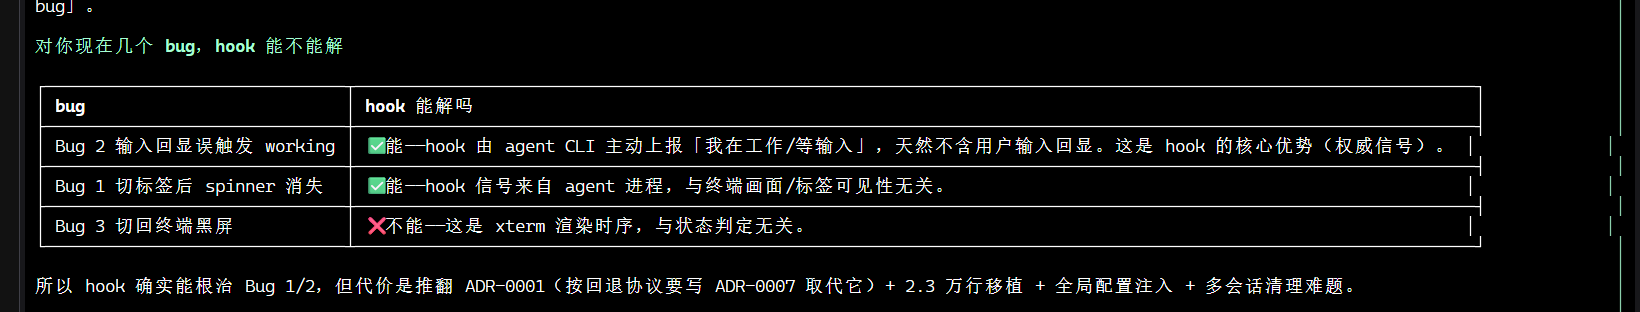 bug」。
对你现在几个 bug，hook 能不能解
bug hook 能解吗
Bug 2 输入回显误触发 working ✅能——hook 由 agent CLI 主动上报「我在工作/等输入」，天然不含用户输入回显。这是 hook 的核心优势（权威信号）。
Bug 1 切标签后 spinner 消失 ✅能——hook 信号来自 agent 进程，与终端画面/标签可见性无关。
Bug 3 切回终端黑屏 ❌不能——这是 xterm 渲染时序，与状态判定无关。
所以 hook 确实能根治 Bug 1/2，但代价是推翻 ADR-0001（按回退协议要写 ADR-0007 取代它）+ 2.3 万行移植 + 全局配置注入 + 多会话清理难题。